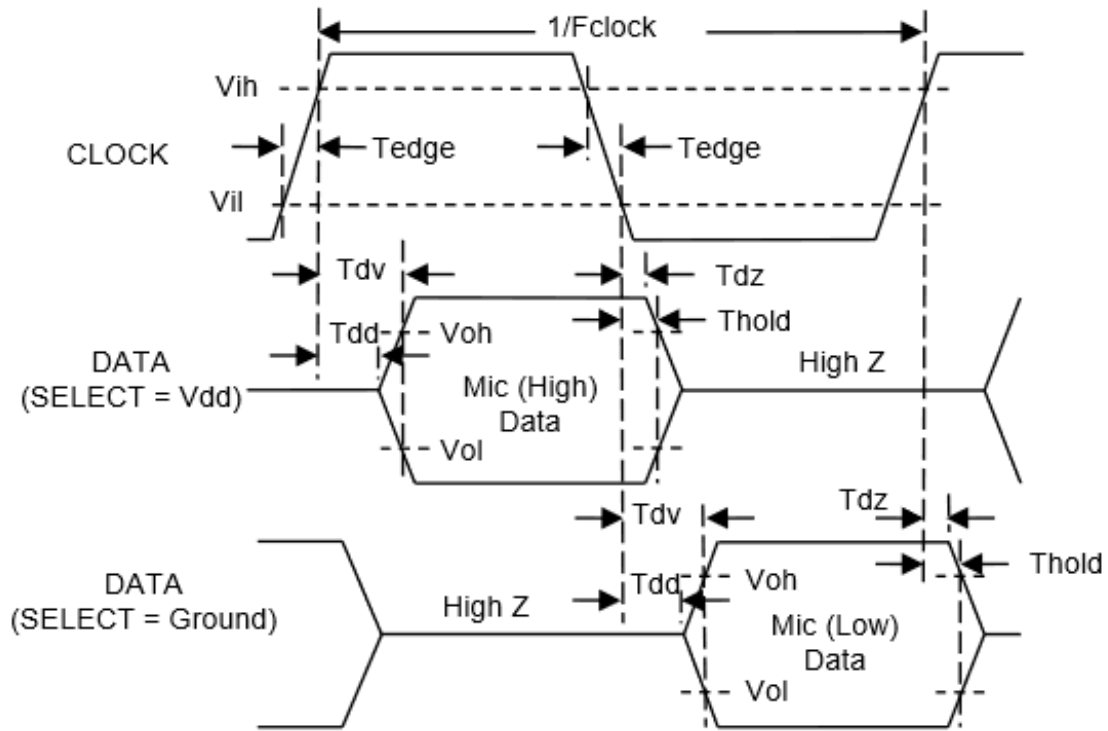 1/Fclock
Vih
CLOCK
Tedge
Tedge
Vil
Tdv
Tdz
Tdd
Voh
Thold
DATA
(SELECT = Vdd)
Mic (High)
Data
High Z
Vol
Tdv
Tdz
DATA
(SELECT = Ground)
High Z
Tdd
Voh
Thold
Mic (Low)
Data
Vol